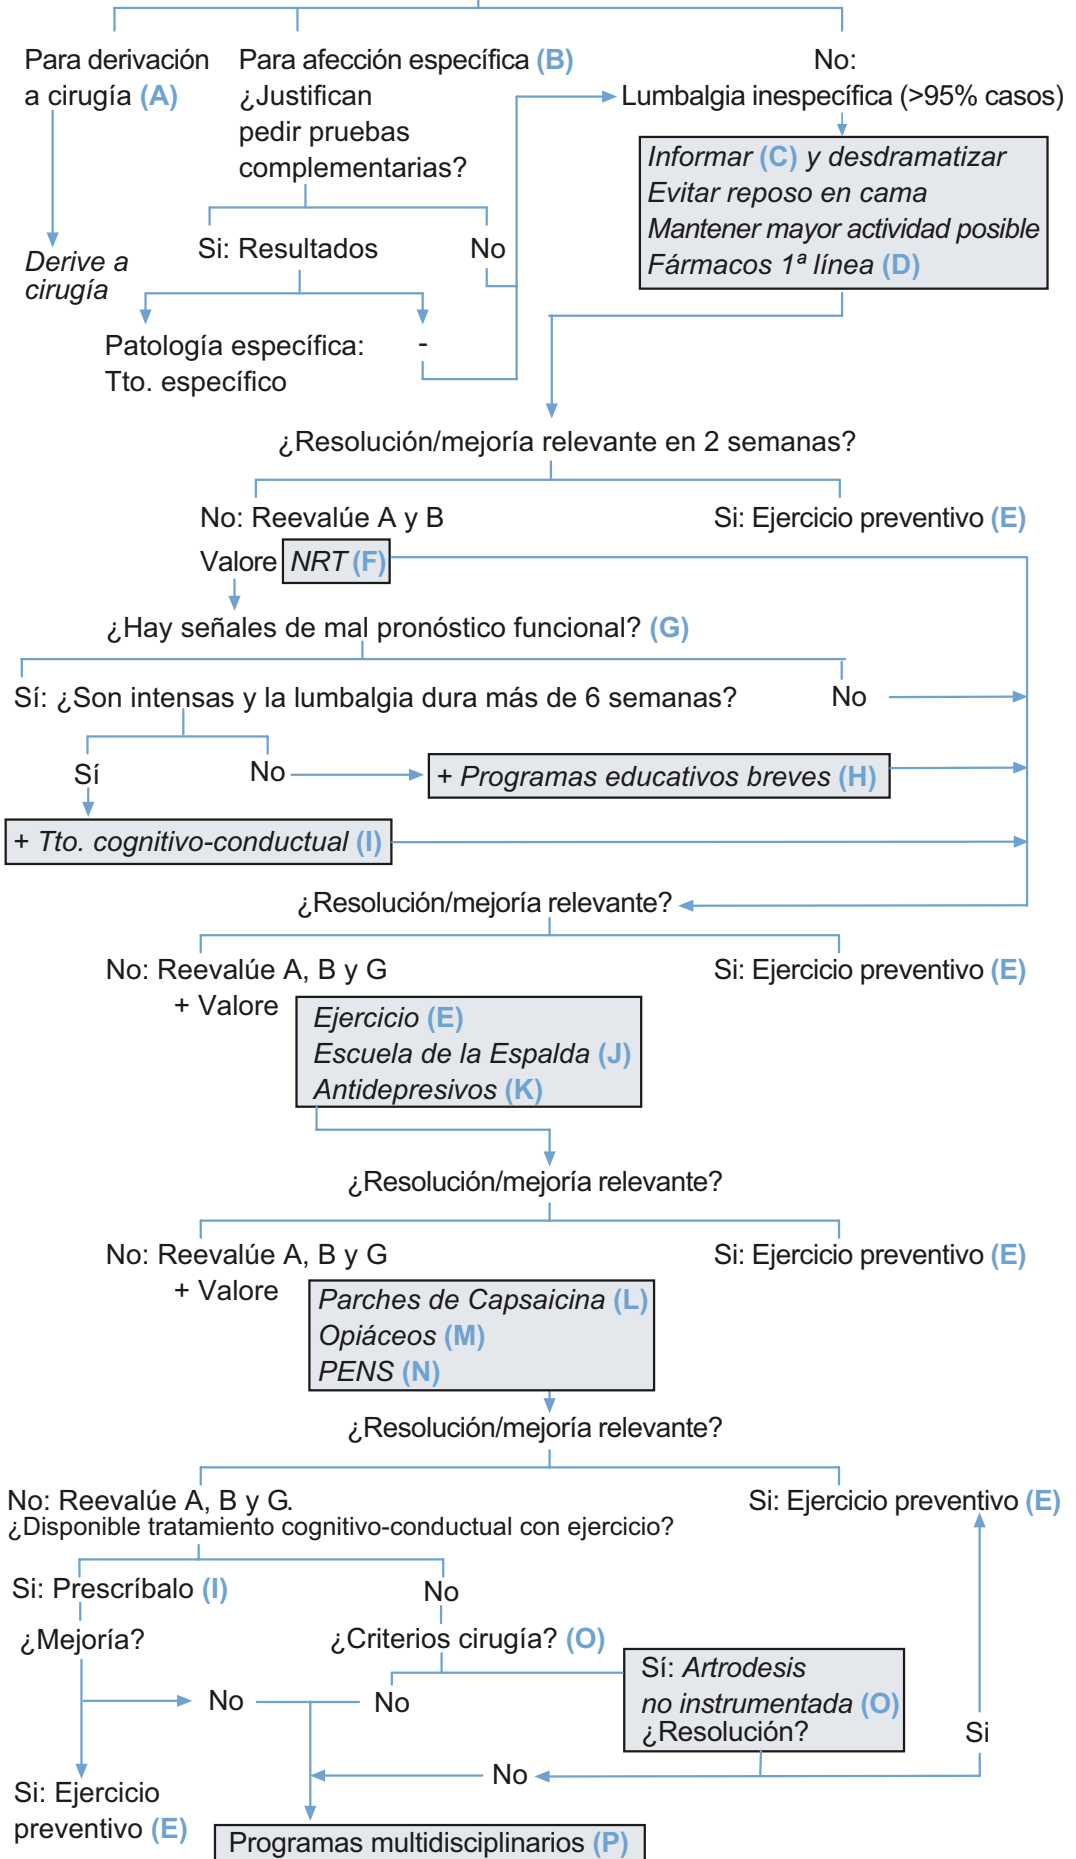 Para derivación
a cirugía (A)
Para afección específica (B)
¿Justifican
pedir pruebas
complementarias?
No:
Lumbalgia inespecífica (>95% casos)
Informar (C) y desdramatizar
Evitar reposo en cama
Mantener mayor actividad posible
Fármacos 1ª línea (D)
Derive a
cirugía
Si: Resultados
No
Patología específica:
Tto. específico
-
¿Resolución/mejoría relevante en 2 semanas?
No: Reevalúe A y B
Si: Ejercicio preventivo (E)
Valore NRT (F)
¿Hay señales de mal pronóstico funcional? (G)
Sí: ¿Son intensas y la lumbalgia dura más de 6 semanas?
No
Sí
No
+ Programas educativos breves (H)
+ Tto. cognitivo-conductual (I)
¿Resolución/mejoría relevante?
No: Reevalúe A, B y G
Si: Ejercicio preventivo (E)
+ Valore
Ejercicio (E)
Escuela de la Espalda (J)
Antidepresivos (K)
¿Resolución/mejoría relevante?
No: Reevalúe A, B y G
Si: Ejercicio preventivo (E)
+ Valore
Parches de Capsaicina (L)
Opiáceos (M)
PENS (N)
¿Resolución/mejoría relevante?
No: Reevalúe A, B y G.
Si: Ejercicio preventivo (E)
¿Disponible tratamiento cognitivo-conductual con ejercicio?
Si: Prescríbalo (I)
No
¿Mejoría?
¿Criterios cirugía? (O)
Sí: Artrodesis
no instrumentada (O)
¿Resolución?
No
No
Si
No
Si: Ejercicio
preventivo (E)
Programas multidisciplinarios (P)